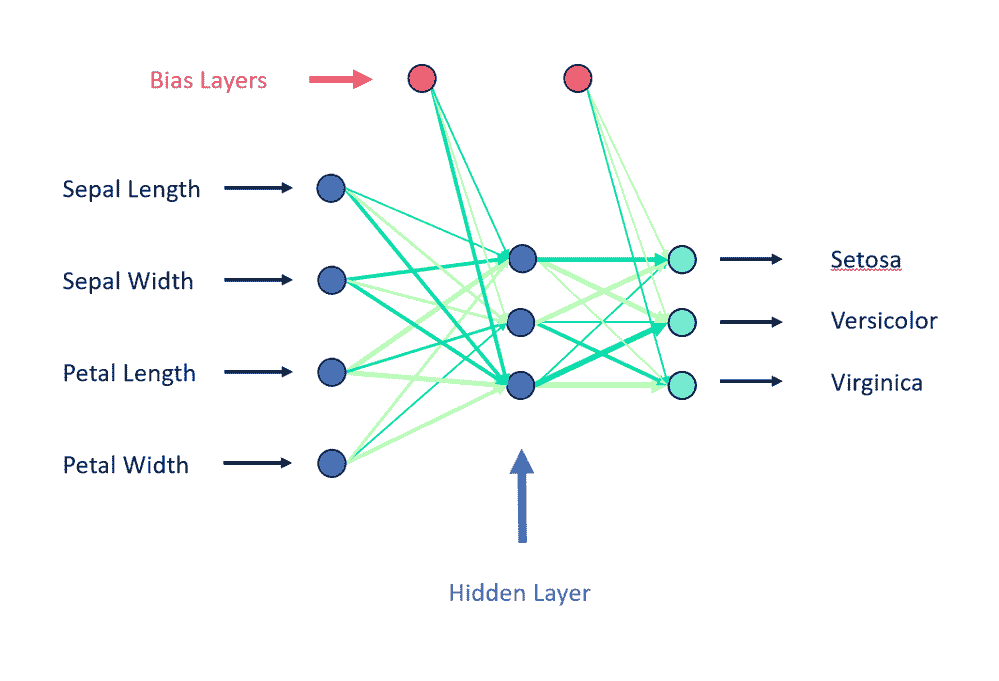 Bias Layers
Sepal Length
Sepal Width
Petal Length
Petal Width
Setosa
Versicolor
Virginica
Hidden Layer